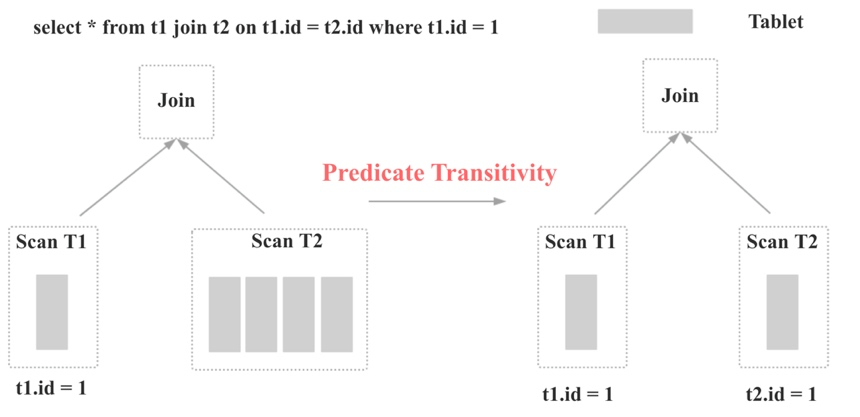 select * from t1 join t2 on t1.id = t2.id where t1.id = 1
Tablet
Join
Join
Predicate Transitivity
Scan T1
Scan T2
Scan T1
Scan T2
t1.id = 1
t1.id = 1
t2.id = 1